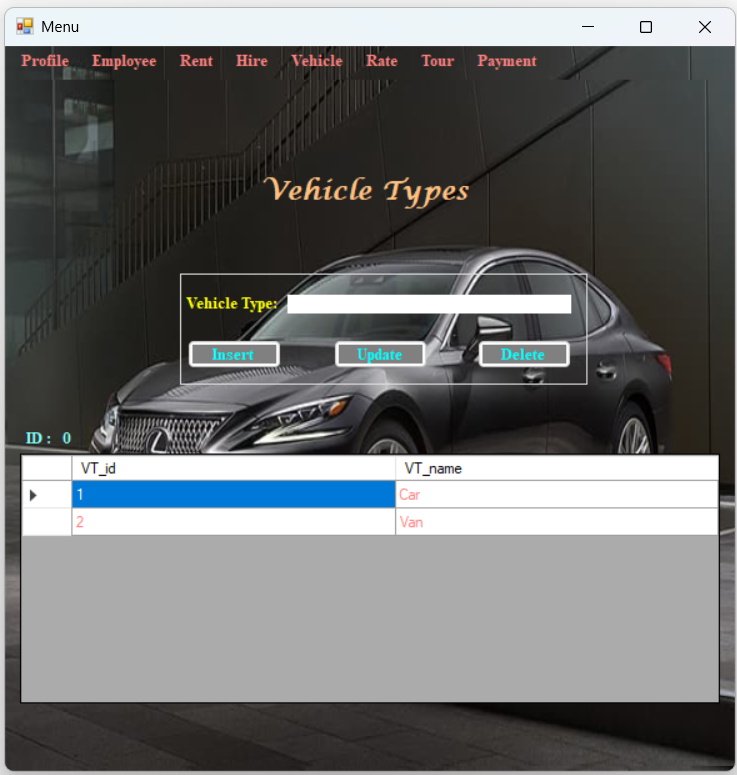 Menu
Profile Employee Rent Hire Vehicle Rate Tour Payment
Vehicle Types
Vehicle Type:
Insert Update Delete
ID : 0
VT_id VT_name
1 Car
2 Van